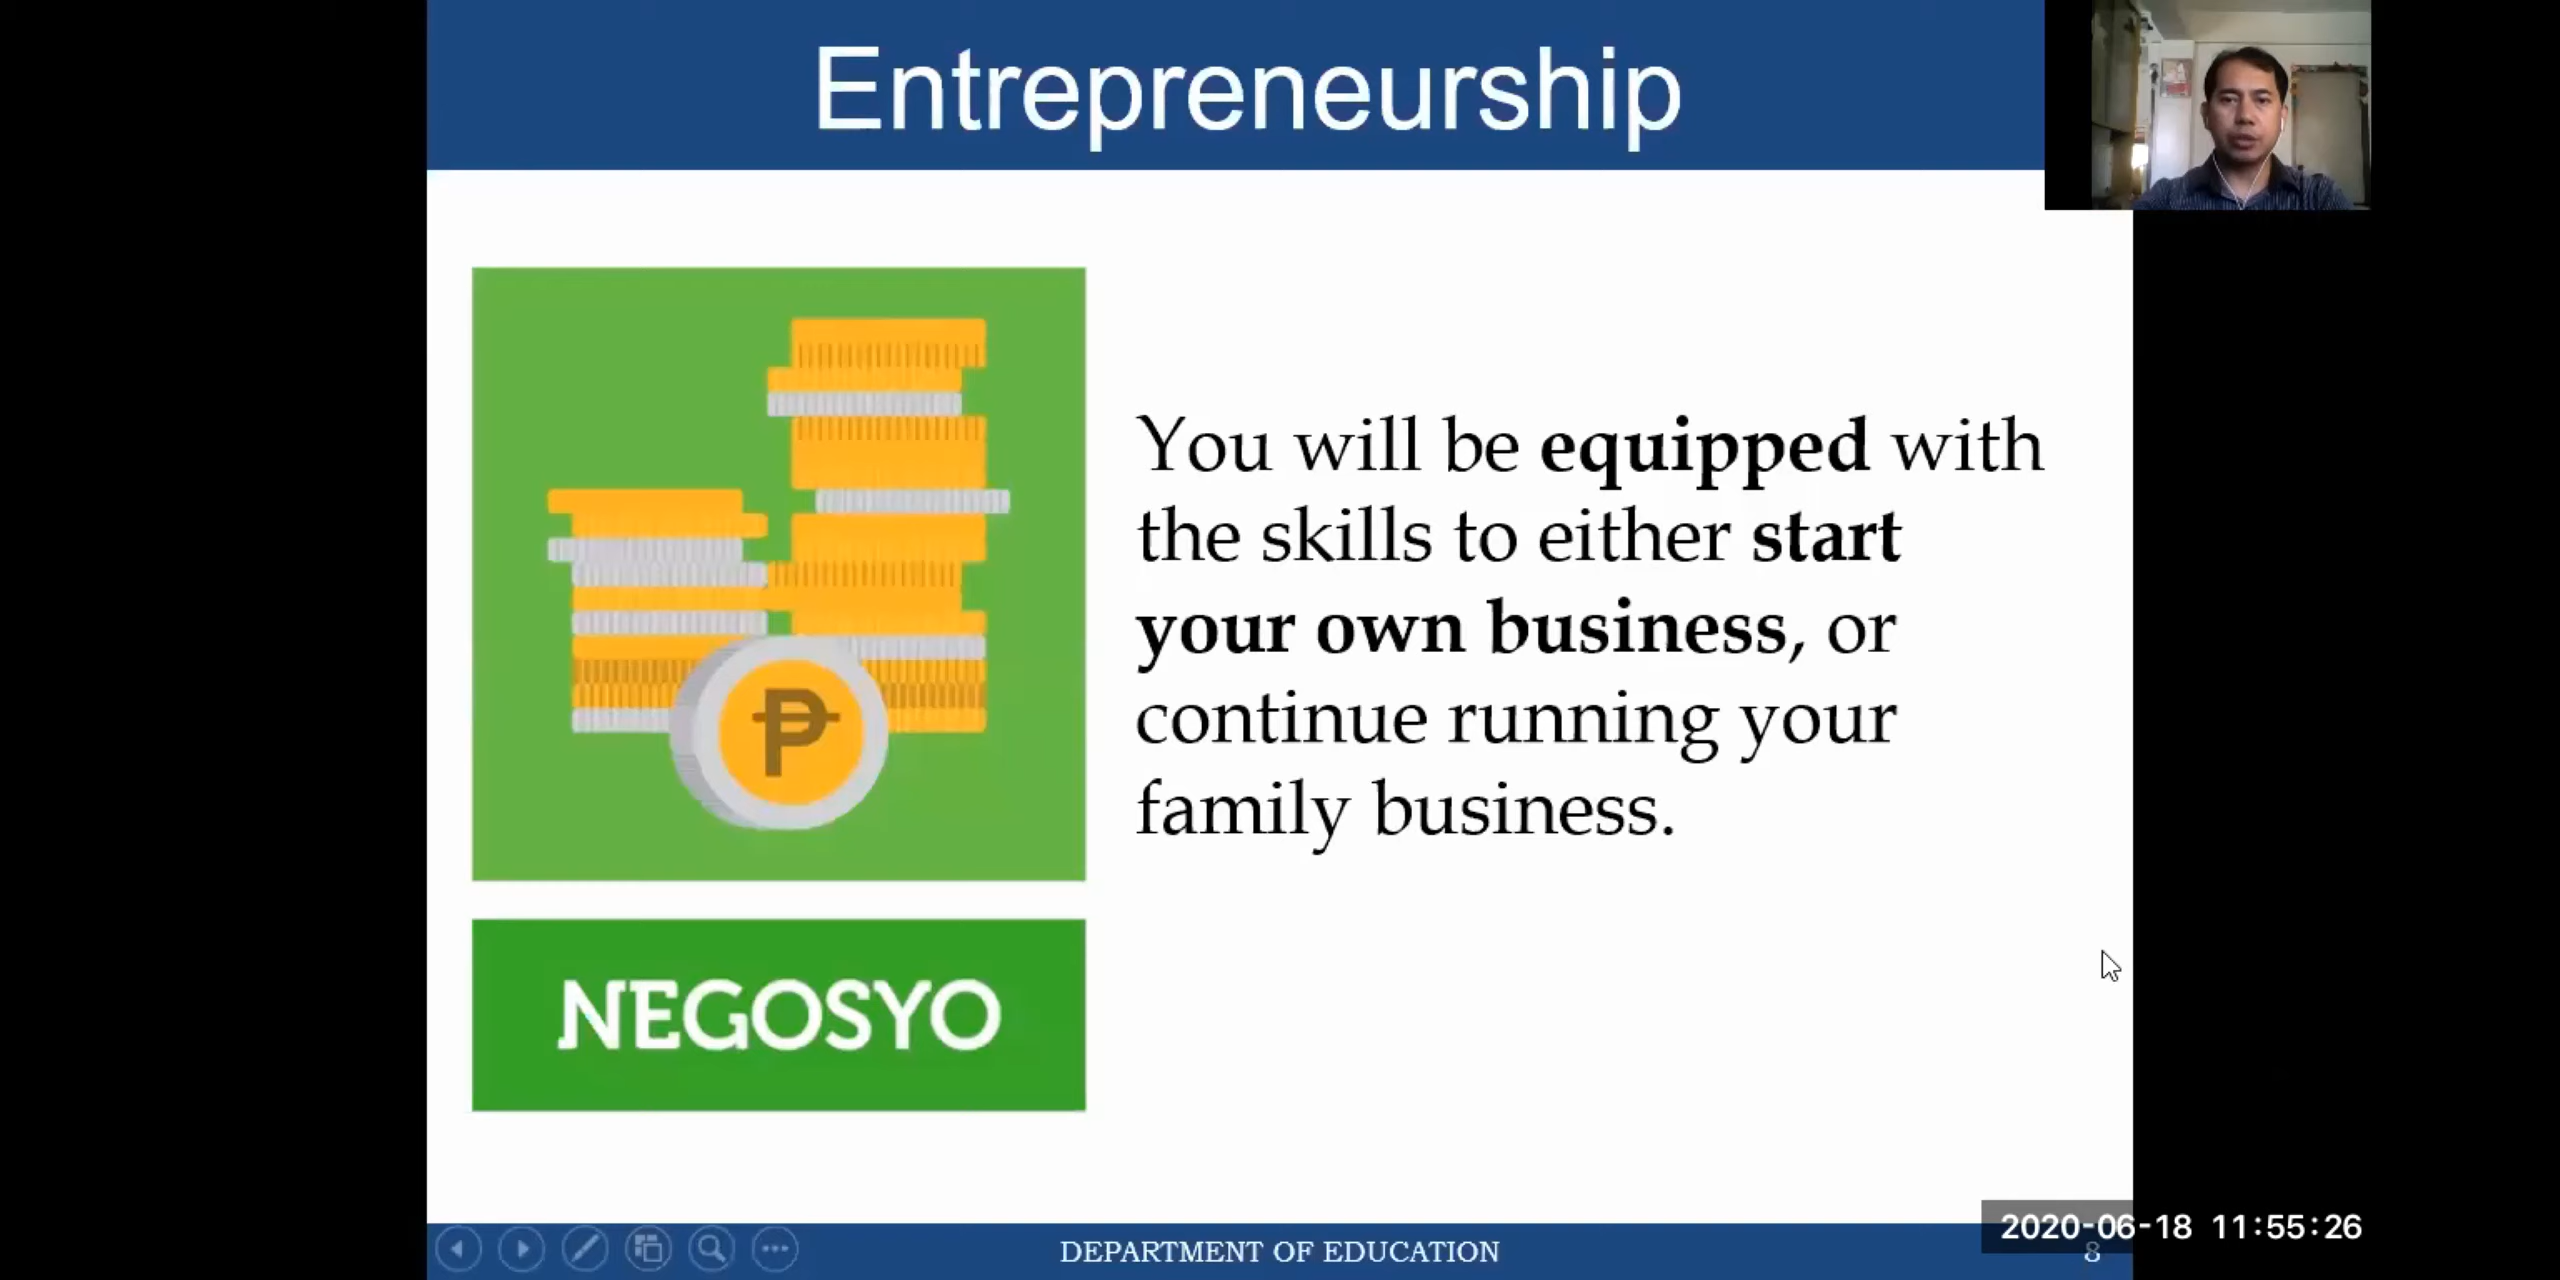 Entrepreneurship
You will be equipped with
the skills to either start
your own business, or
continue running your
family business.
₱
NEGOSYO
DEPARTMENT OF EDUCATION
2020-06-18 11:55:26
8